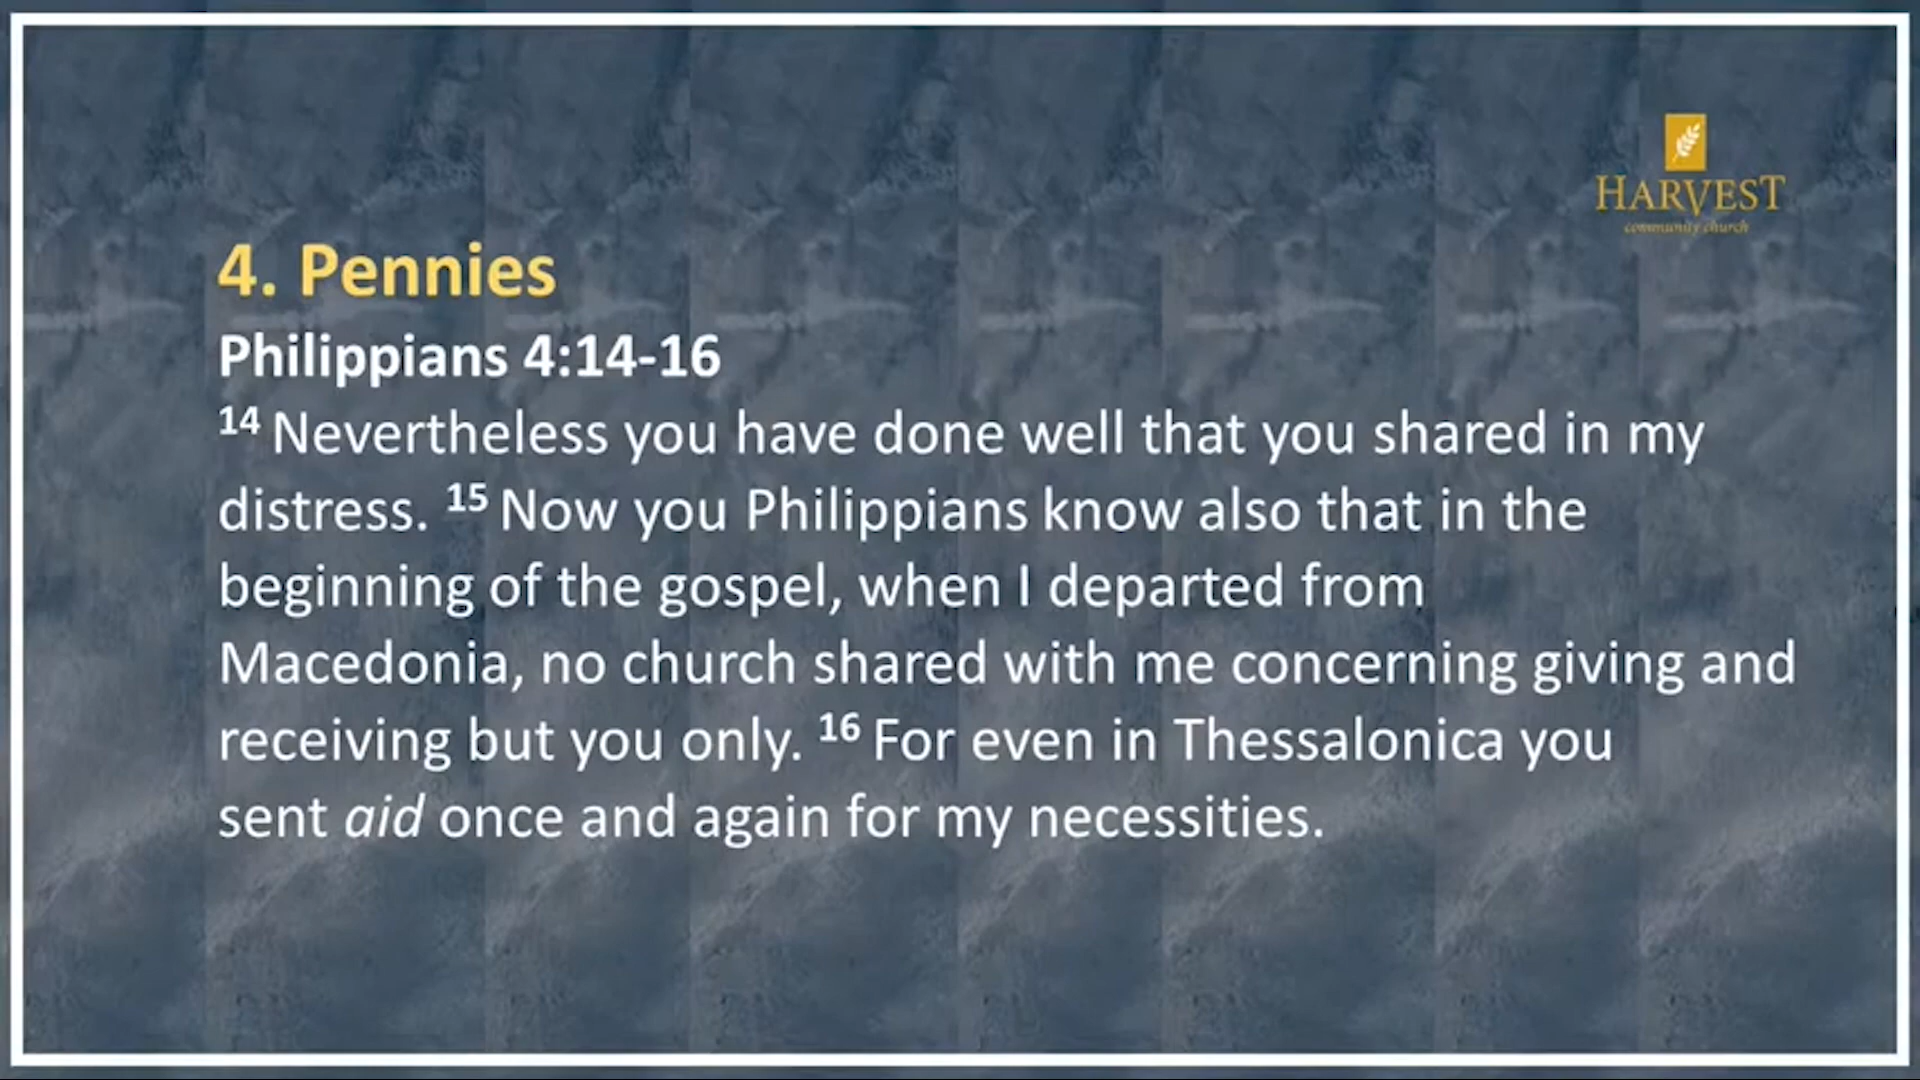 HARVEST
community church
4. Pennies
Philippians 4:14-16
14 Nevertheless you have done well that you shared in my
distress. 15 Now you Philippians know also that in the
beginning of the gospel, when I departed from
Macedonia, no church shared with me concerning giving and
receiving but you only. 16 For even in Thessalonica you
sent aid once and again for my necessities.